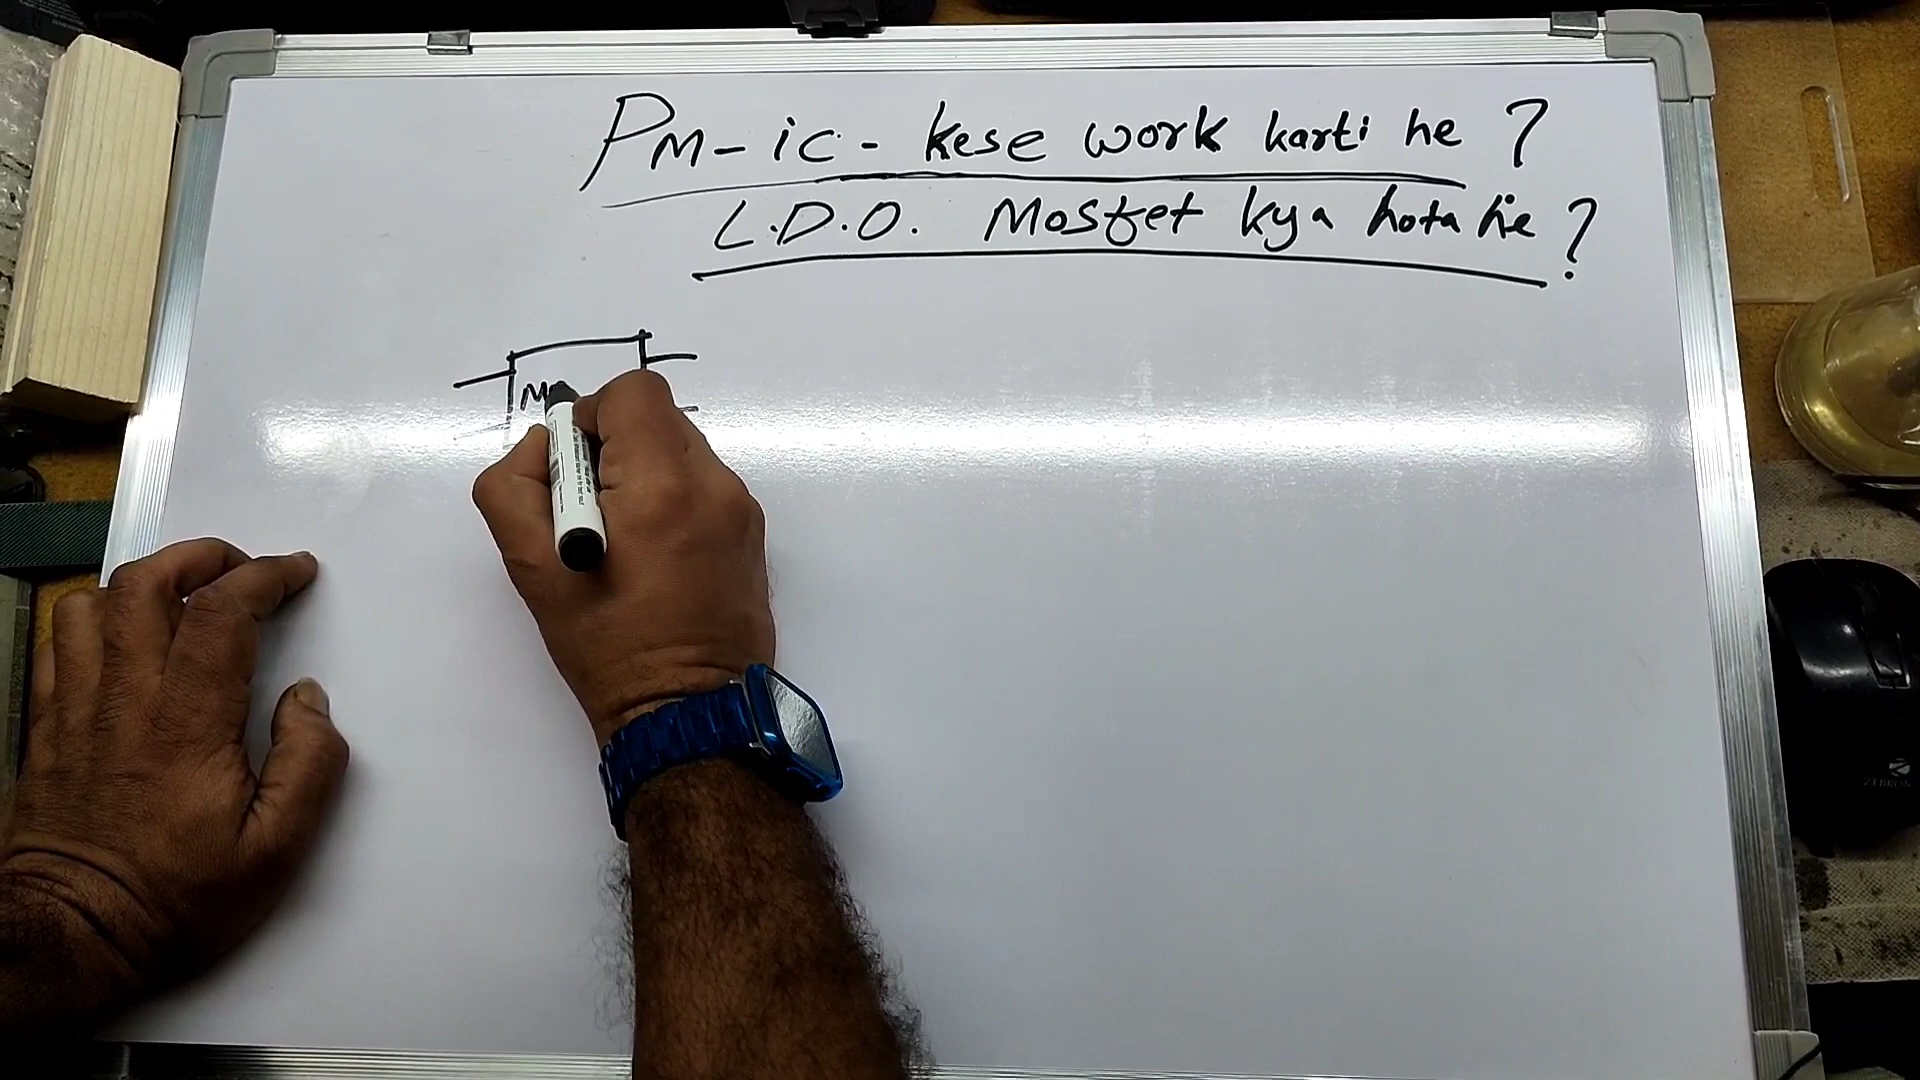 PM-ic- kese work karti he ?
L.D.O. Mosfet kya hota he ?